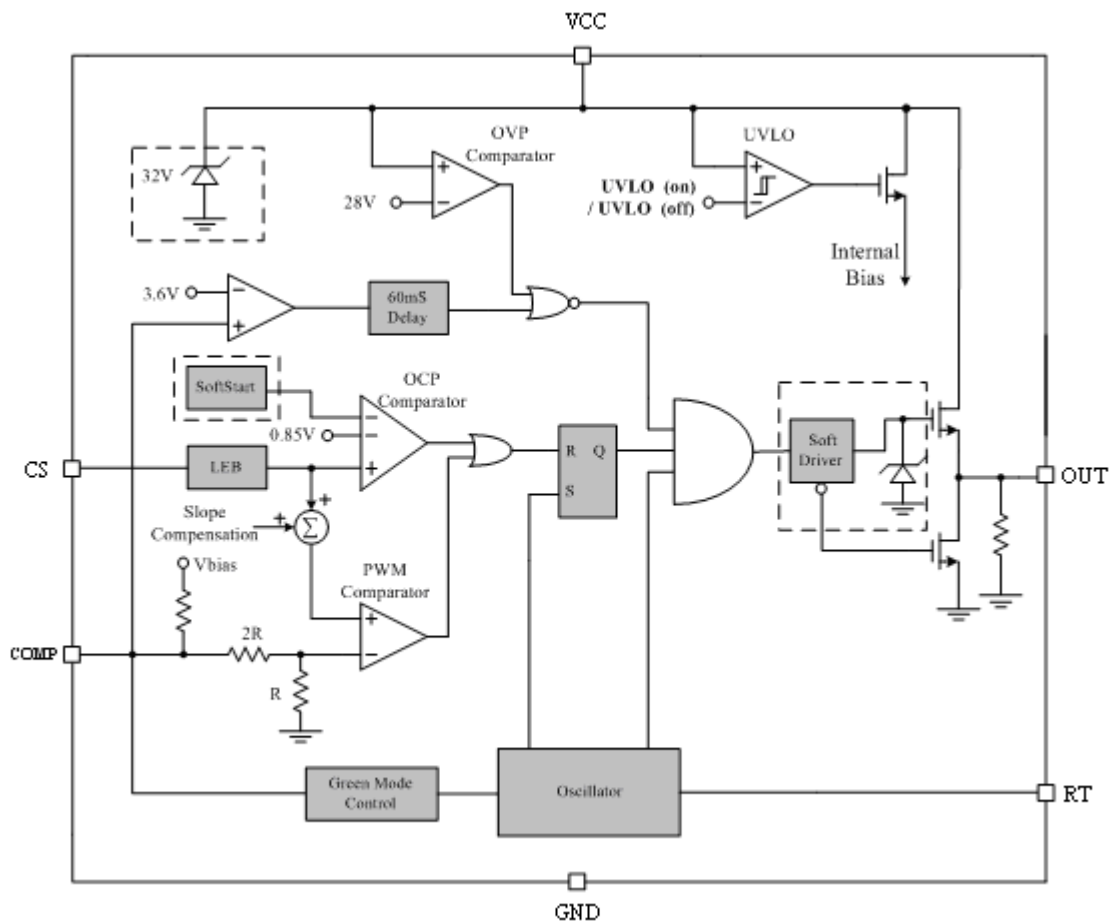 VCC
OVP
Comparator
UVLO
32V
+
28V
−
+
−
UVLO (on)
/ UVLO (off)
Internal
Bias
3.6V
−
+
60mS
Delay
SoftStart
OCP
Comparator
−
0.85V
−
+
CS
LEB
R Q
S
Soft
Driver
OUT
Slope
Compensation
+
+
Σ
Vbias
PWM
Comparator
+
−
COMP
2R
R
Green Mode
Control
Oscillator
RT
GND